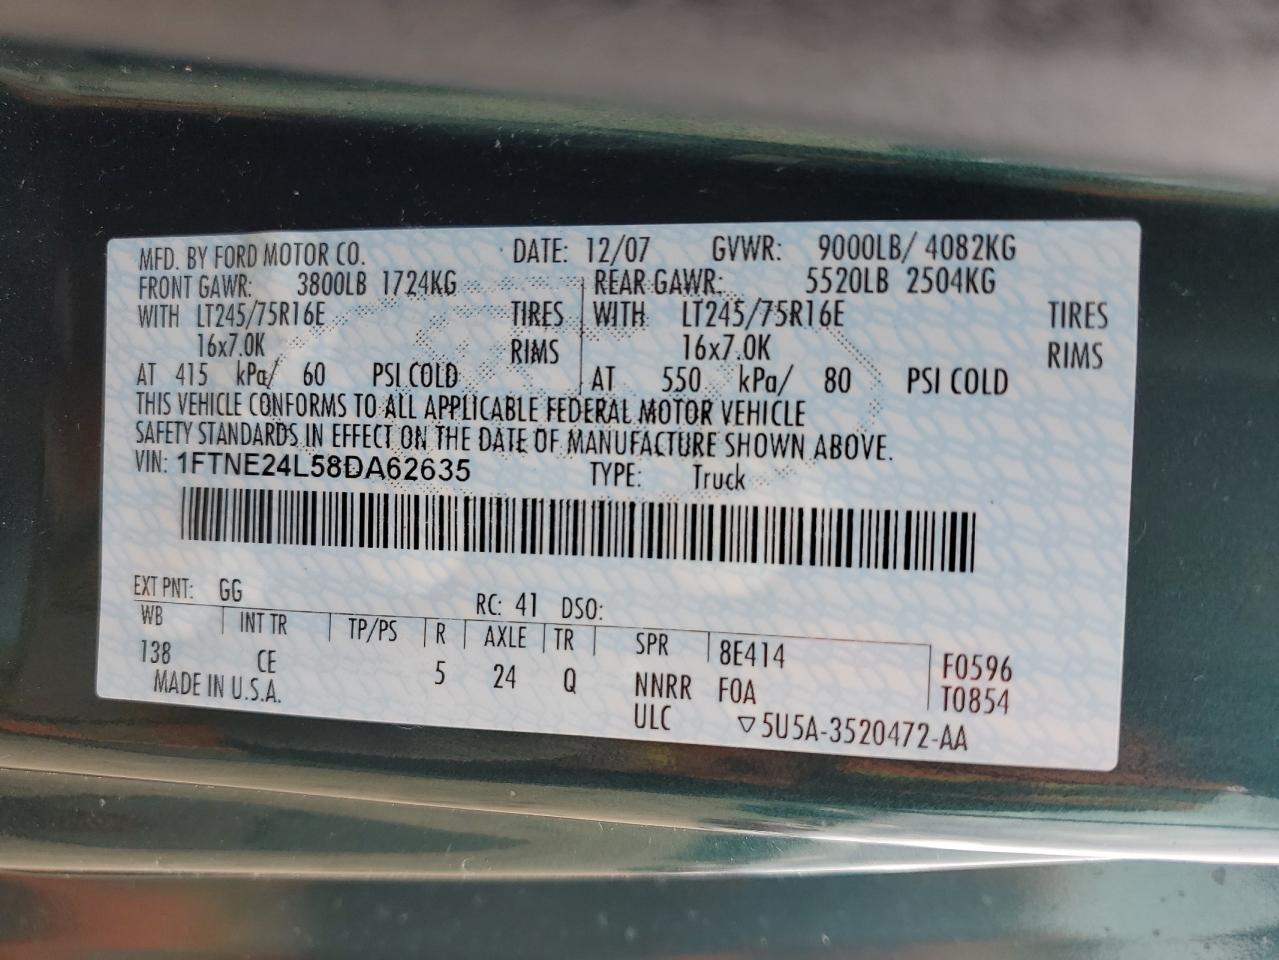 MFD. BY FORD MOTOR CO. DATE: 12/07 GVWR: 9000LB/ 4082KG
FRONT GAWR: 3800LB 1724KG REAR GAWR: 5520LB 2504KG
WITH LT245/75R16E TIRES WITH LT245/75R16E TIRES
16x7.0K RIMS 16x7.0K RIMS
AT 415 kPa/ 60 PSI COLD AT 550 kPa/ 80 PSI COLD
THIS VEHICLE CONFORMS TO ALL APPLICABLE FEDERAL MOTOR VEHICLE
SAFETY STANDARDS IN EFFECT ON THE DATE OF MANUFACTURE SHOWN ABOVE.
VIN: 1FTNE24L58DA62635 TYPE: Truck
EXT PNT: GG RC: 41 DSO:
WB INT TR TP/PS R AXLE TR SPR 8E414 F0596
138 CE 5 24 Q NNRR FOA T0854
MADE IN U.S.A. ULC ▽5U5A-3520472-AA